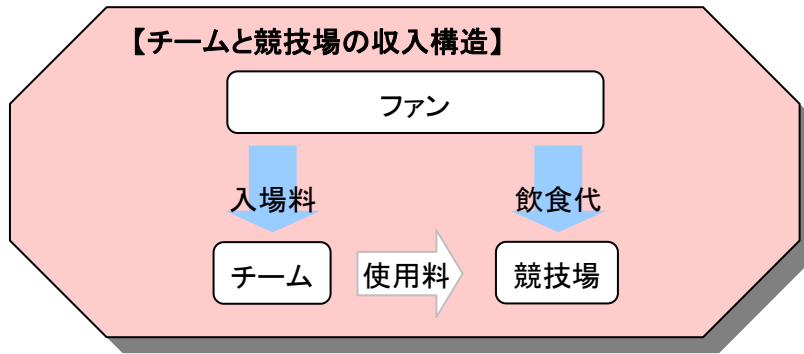 【チームと競技場の収入構造】
ファン
入場料
飲食代
チーム
使用料
競技場